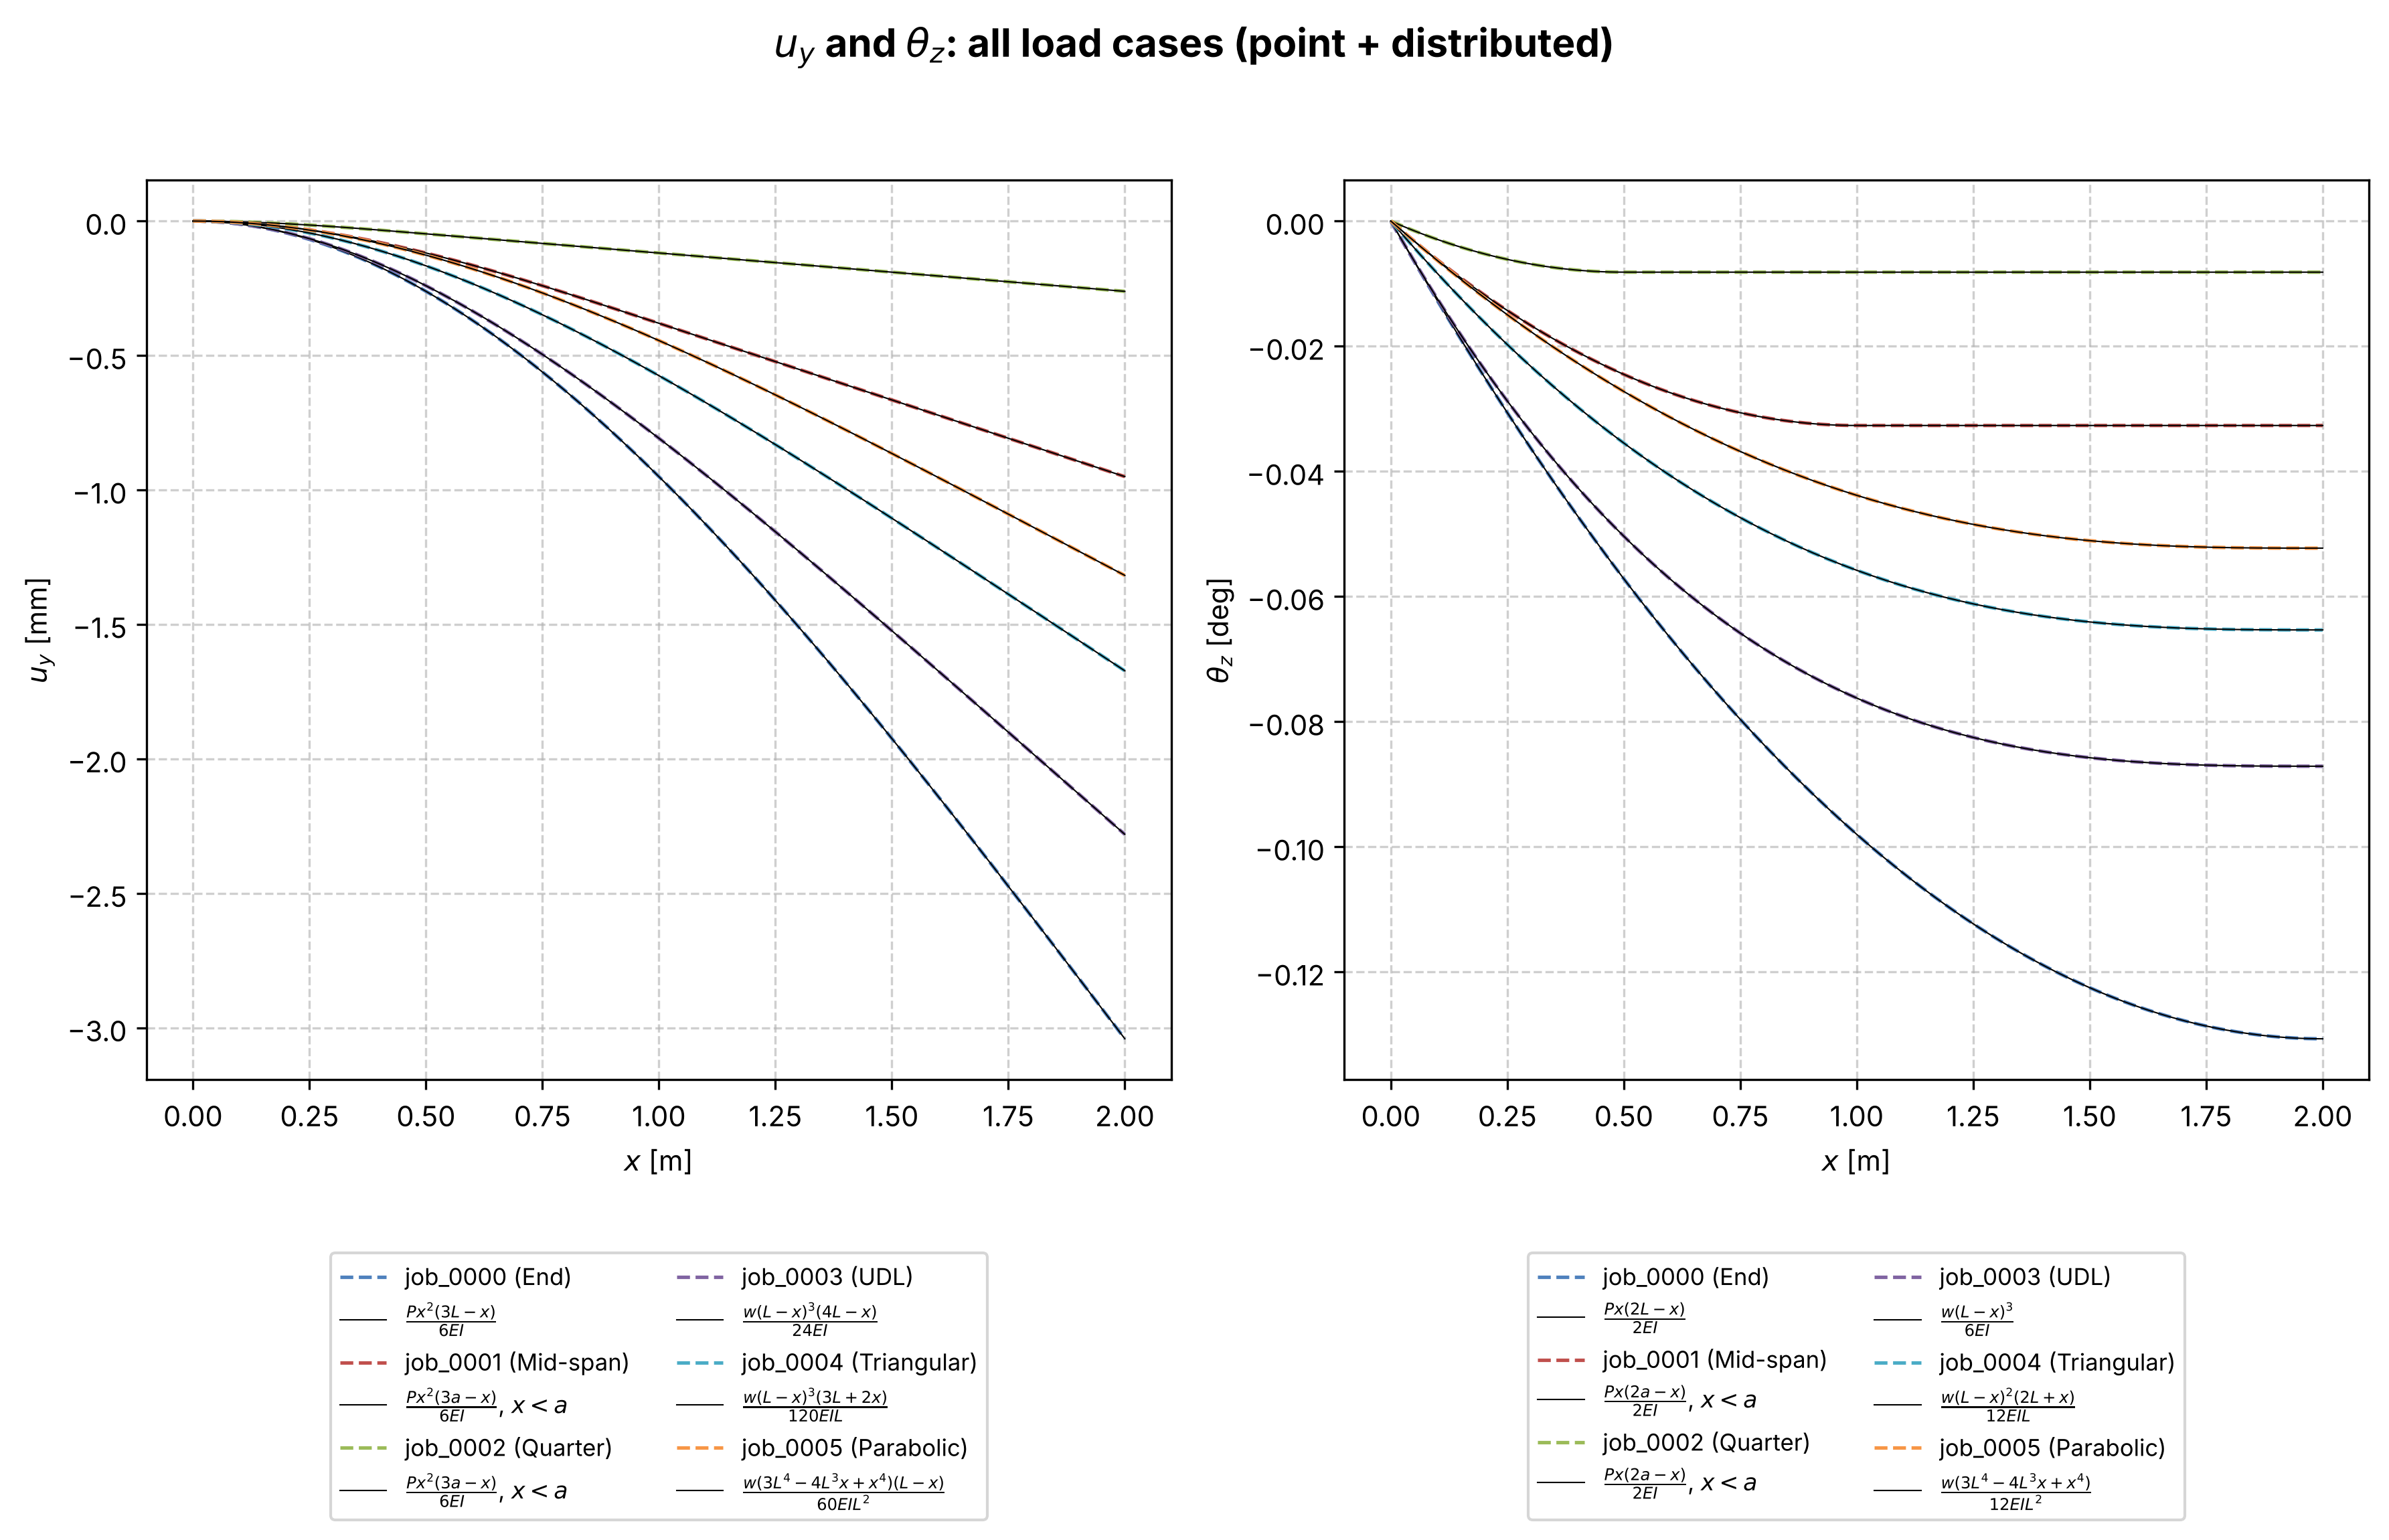 u_y and θ_z: all load cases (point + distributed)
0.0
−0.5
−1.0
−1.5
−2.0
−2.5
−3.0
u_y [mm]
0.00 0.25 0.50 0.75 1.00 1.25 1.50 1.75 2.00
x [m]
0.00
−0.02
−0.04
−0.06
−0.08
−0.10
−0.12
θ_z [deg]
0.00 0.25 0.50 0.75 1.00 1.25 1.50 1.75 2.00
x [m]
job_0000 (End)
Px²(3L − x) / 6EI
job_0001 (Mid-span)
Px²(3a − x) / 6EI, x < a
job_0002 (Quarter)
Px²(3a − x) / 6EI, x < a
job_0003 (UDL)
w(L − x)³(4L − x) / 24EI
job_0004 (Triangular)
w(L − x)³(3L + 2x) / 120EIL
job_0005 (Parabolic)
w(3L⁴ − 4L³x + x⁴)(L − x) / 60EIL²
job_0000 (End)
Px(2L − x) / 2EI
job_0001 (Mid-span)
Px(2a − x) / 2EI, x < a
job_0002 (Quarter)
Px(2a − x) / 2EI, x < a
job_0003 (UDL)
w(L − x)³ / 6EI
job_0004 (Triangular)
w(L − x)²(2L + x) / 12EIL
job_0005 (Parabolic)
w(3L⁴ − 4L³x + x⁴) / 12EIL²